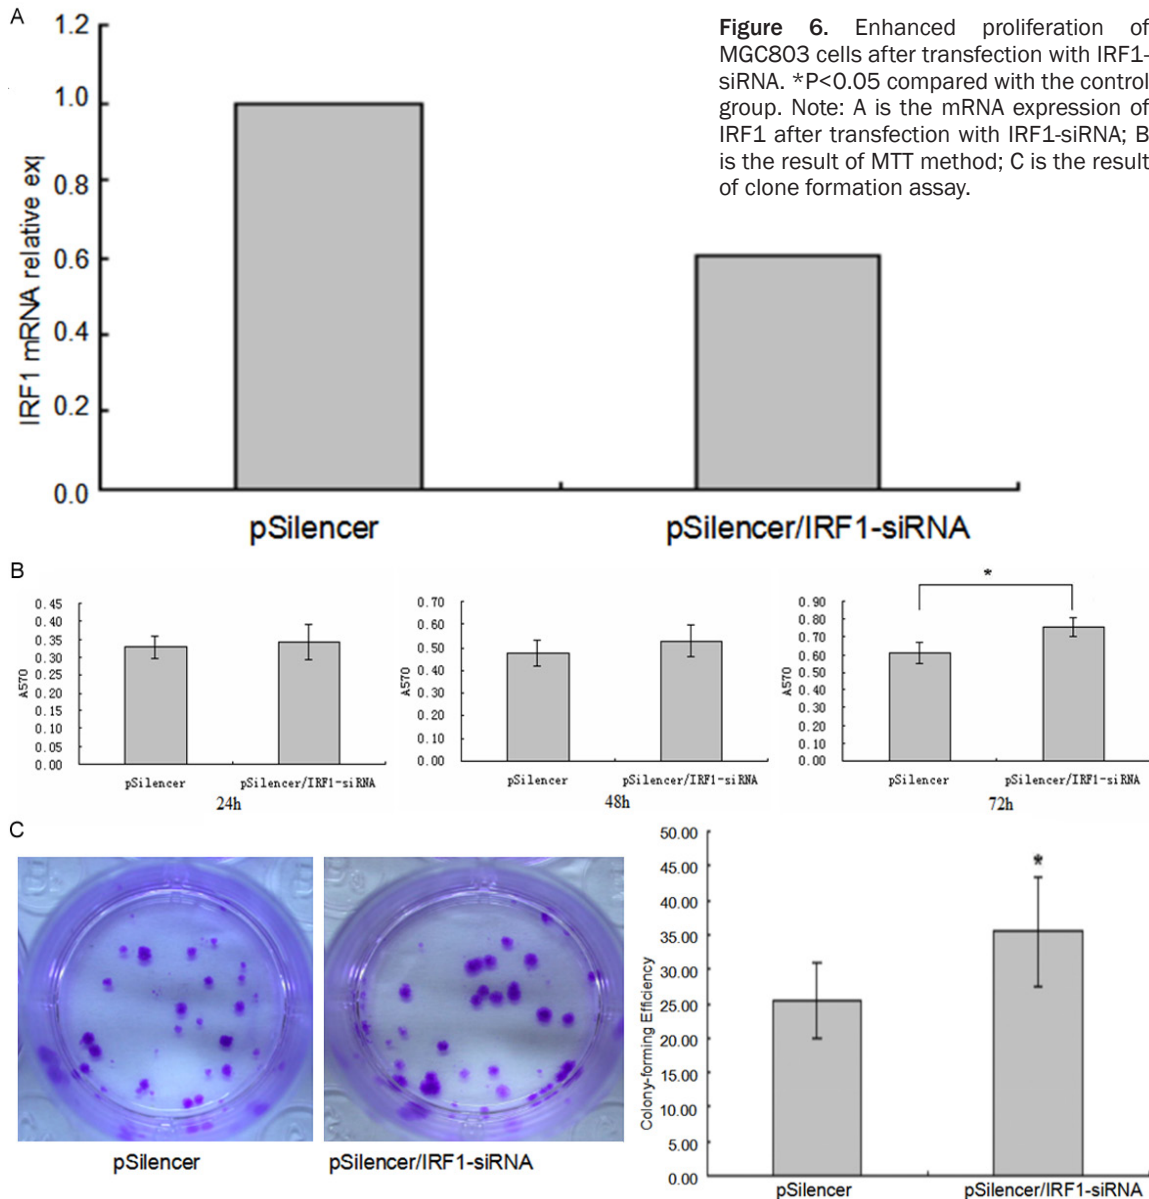 A
1.2
1.0
0.8
0.6
0.4
0.2
0.0
IRF1 mRNA relative exp
pSilencer
pSilencer/IRF1-siRNA
Figure 6. Enhanced proliferation of
MGC803 cells after transfection with IRF1-
siRNA. *P<0.05 compared with the control
group. Note: A is the mRNA expression of
IRF1 after transfection with IRF1-siRNA; B
is the result of MTT method; C is the result
of clone formation assay.
B
0.45
0.40
0.35
0.30
0.25
0.20
0.15
0.10
0.05
0.00
A570
pSilencer
pSilencer/IRF1-siRNA
24h
0.70
0.60
0.50
0.40
0.30
0.20
0.10
0.00
A570
pSilencer
pSilencer/IRF1-siRNA
48h
*
0.90
0.80
0.70
0.60
0.50
0.40
0.30
0.20
0.10
0.00
A570
pSilencer
pSilencer/IRF1-siRNA
72h
C
pSilencer
pSilencer/IRF1-siRNA
50.00
45.00
40.00
35.00
30.00
25.00
20.00
15.00
10.00
5.00
0.00
Colony-forming Efficiency
*
pSilencer
pSilencer/IRF1-siRNA